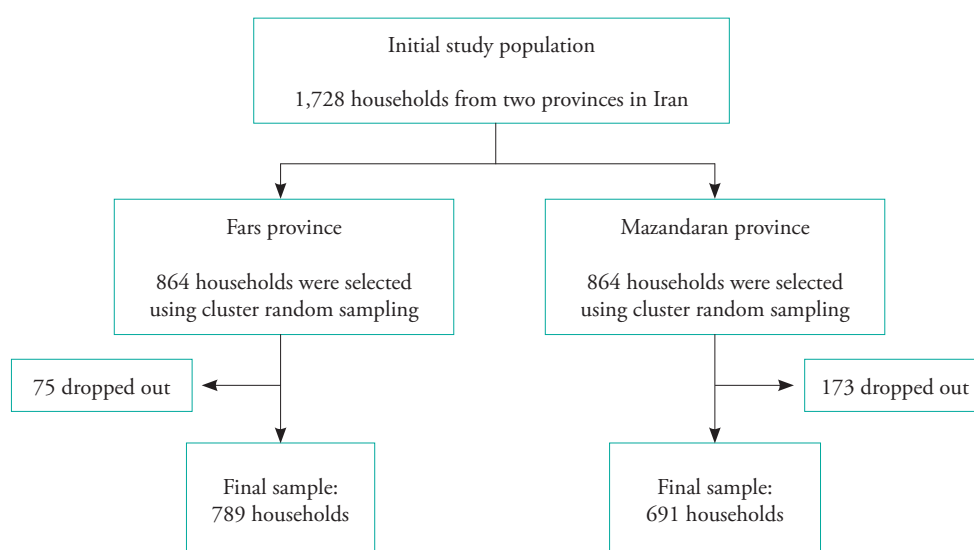 Initial study population
1,728 households from two provinces in Iran
Fars province
864 households were selected
using cluster random sampling
Mazandaran province
864 households were selected
using cluster random sampling
75 dropped out
173 dropped out
Final sample:
789 households
Final sample:
691 households